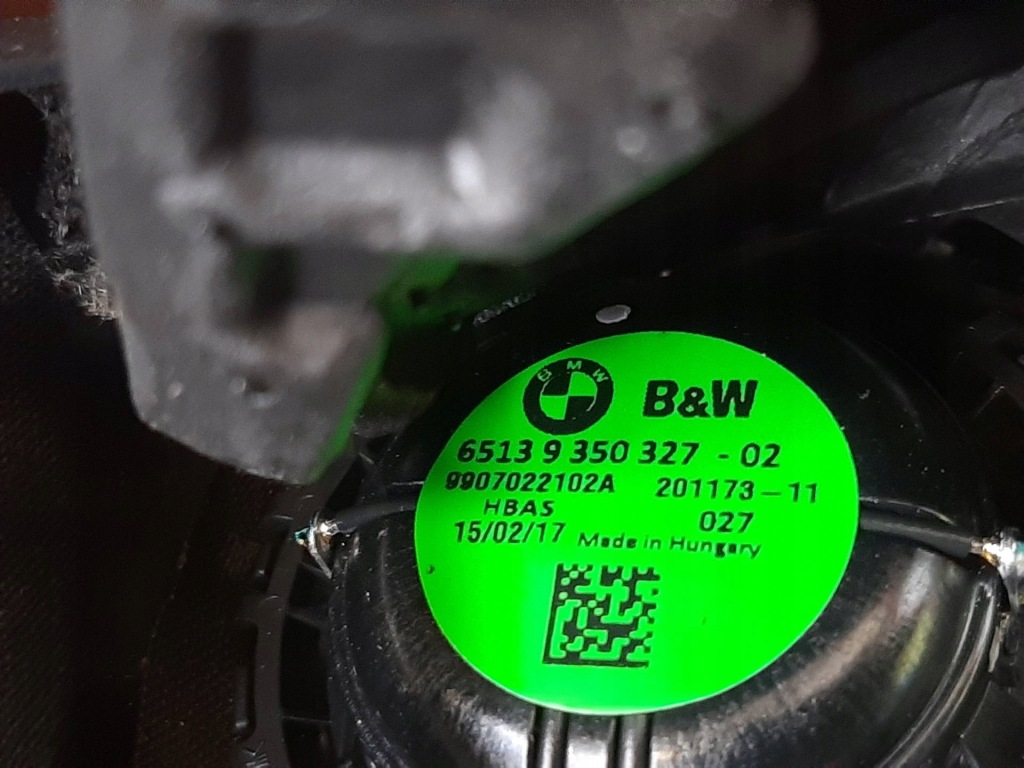 BMW
B&W
6513 9 350 327 - 02
9907022102A 201173-11
HBAS 027
15/02/17 Made in Hungary